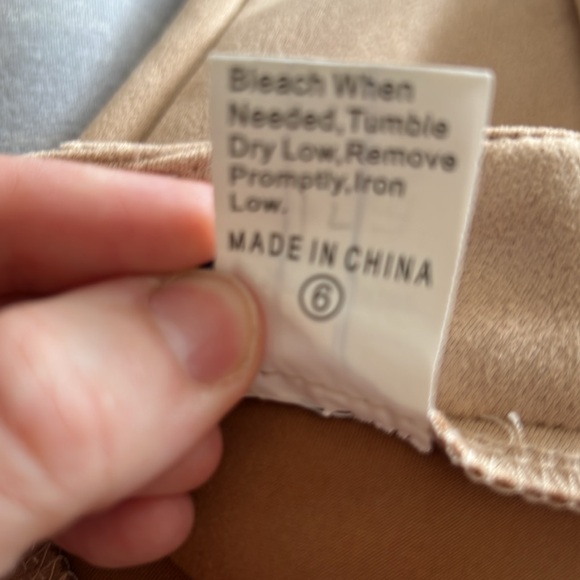 Bleach When
Needed,Tumble
Dry Low,Remove
Promptly,Iron
Low.
MADE IN CHINA
6